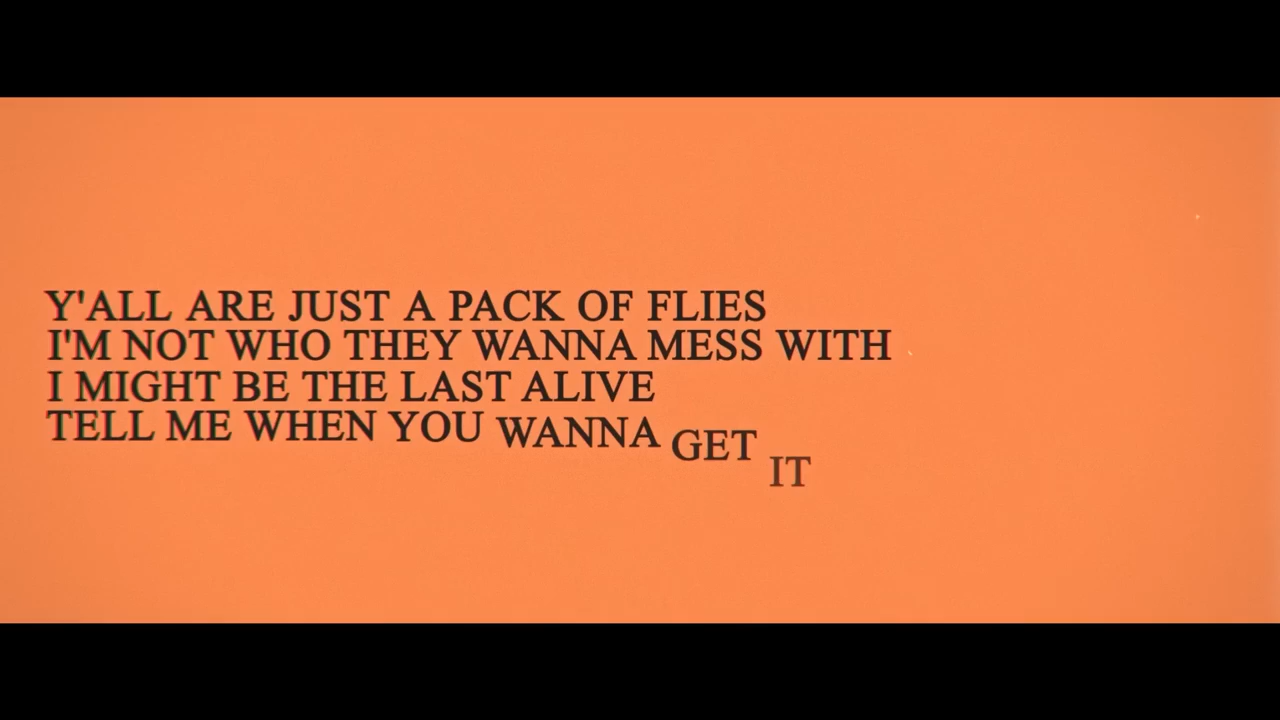 Y'ALL ARE JUST A PACK OF FLIES
I'M NOT WHO THEY WANNA MESS WITH
I MIGHT BE THE LAST ALIVE
TELL ME WHEN YOU WANNA GET IT